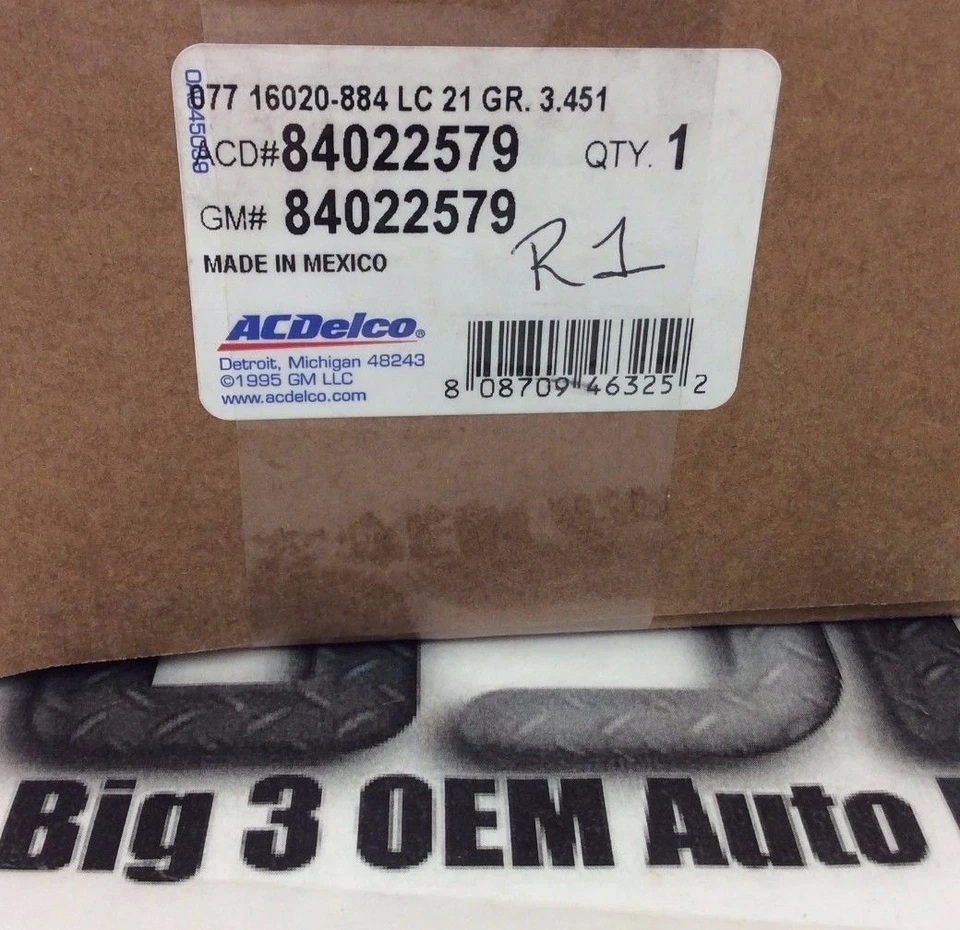 077 16020-884 LC 21 GR. 3.451
ACD# 84022579 QTY. 1
GM# 84022579
R1
MADE IN MEXICO
ACDelco®
Detroit, Michigan 48243
©1995 GM LLC
www.acdelco.com
8 08709 46325 2
Big 3 OEM Auto